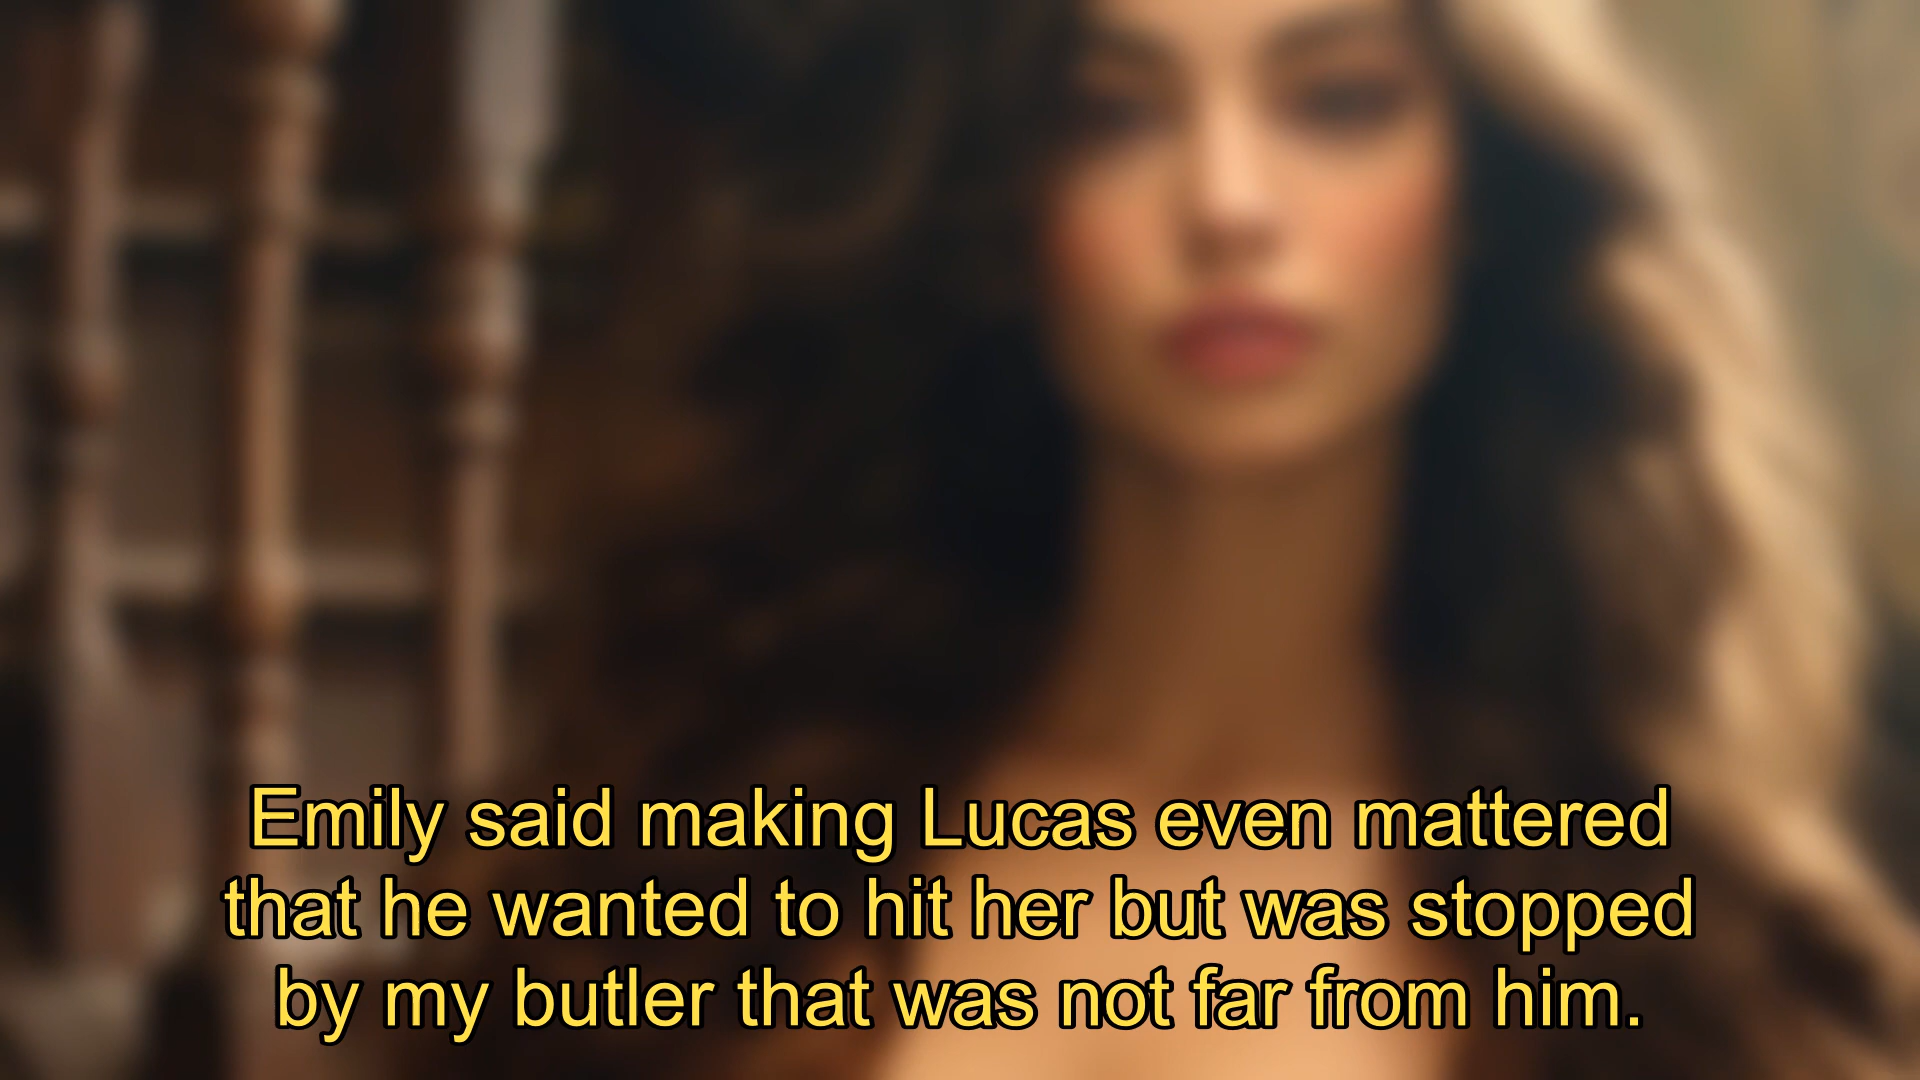 Emily said making Lucas even mattered
that he wanted to hit her but was stopped
by my butler that was not far from him.